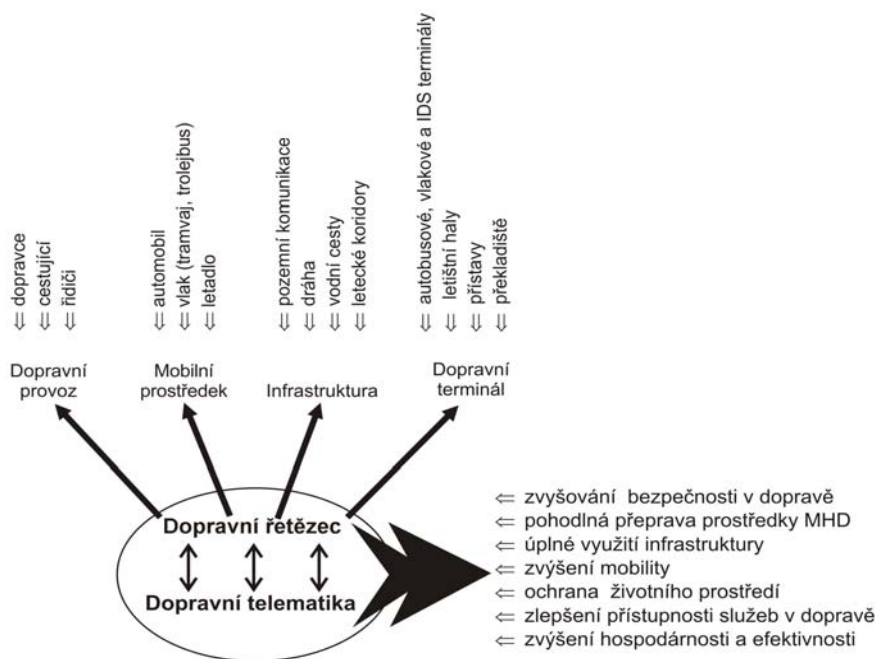 ⇐ dopravce
⇐ cestující
⇐ řidiči
⇐ automobil
⇐ vlak (tramvaj, trolejbus)
⇐ letadlo
⇐ pozemní komunikace
⇐ dráha
⇐ vodní cesty
⇐ letecké koridory
⇐ autobusové, vlakové a IDS terminály
⇐ letištní haly
⇐ přístavy
⇐ překladiště
Dopravní
provoz
Mobilní
prostředek
Infrastruktura
Dopravní
terminál
Dopravní řetězec
Dopravní telematika
⇐ zvyšování bezpečnosti v dopravě
⇐ pohodlná přeprava prostředky MHD
⇐ úplné využití infrastruktury
⇐ zvýšení mobility
⇐ ochrana životního prostředí
⇐ zlepšení přístupnosti služeb v dopravě
⇐ zvýšení hospodárnosti a efektivnosti